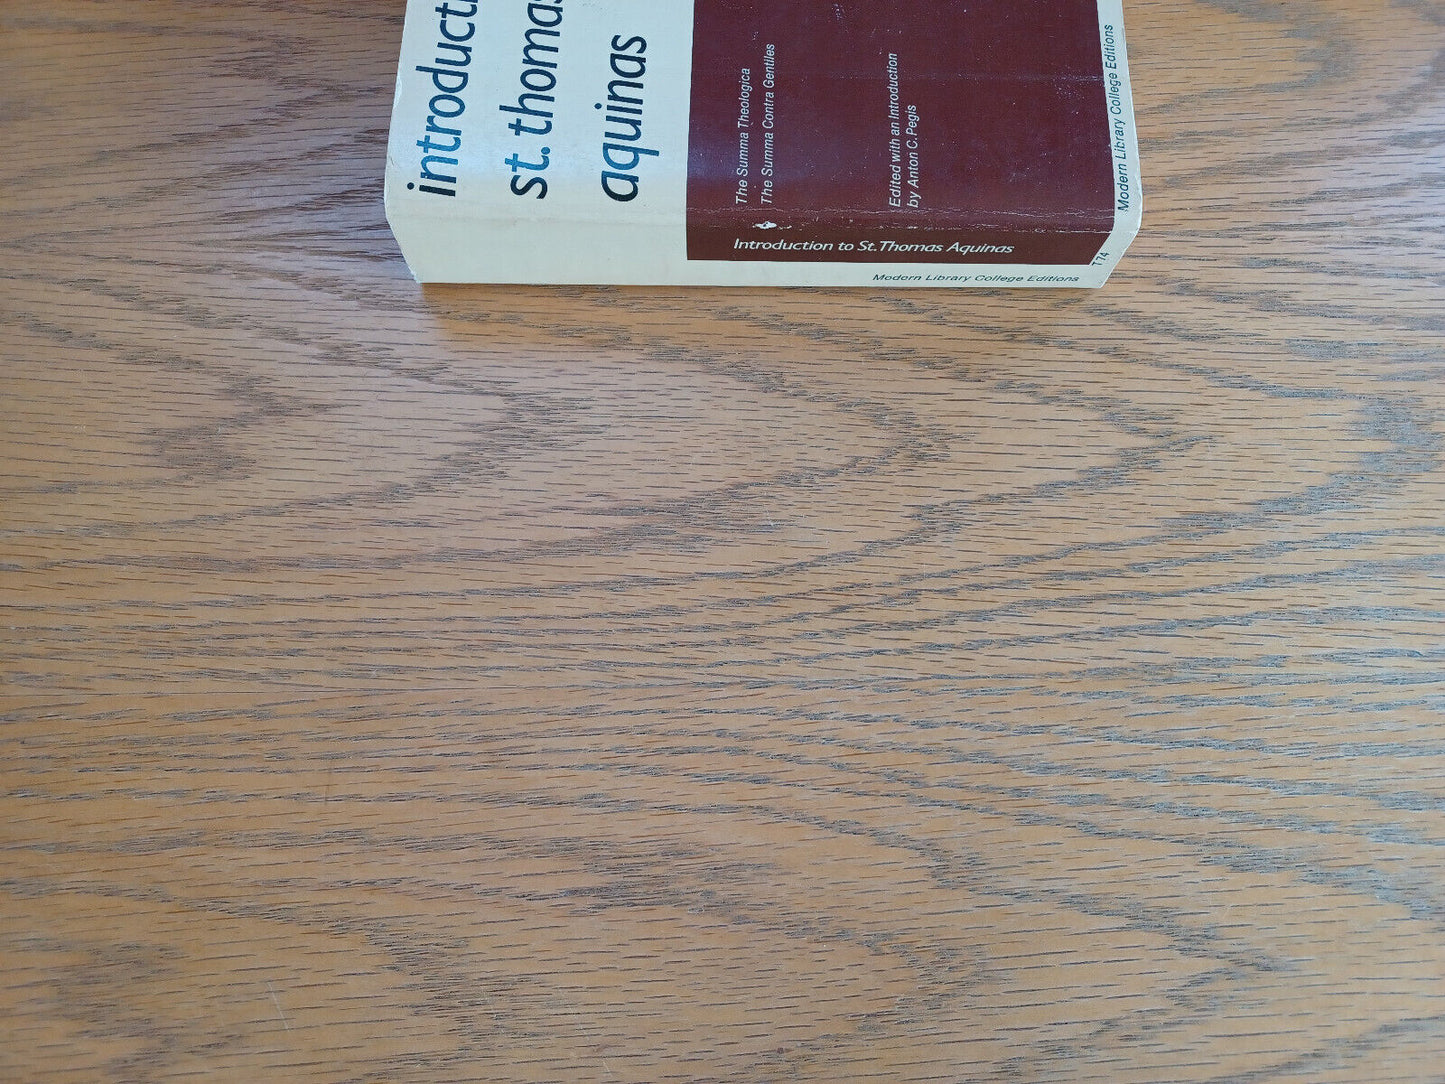 introducti
st. thomas
aquinas
The Summa Theologica
The Summa Contra Gentiles
Edited with an Introduction
by Anton C. Pegis
Modern Library College Editions
Introduction to St. Thomas Aquinas
T 74
Modern Library College Editions